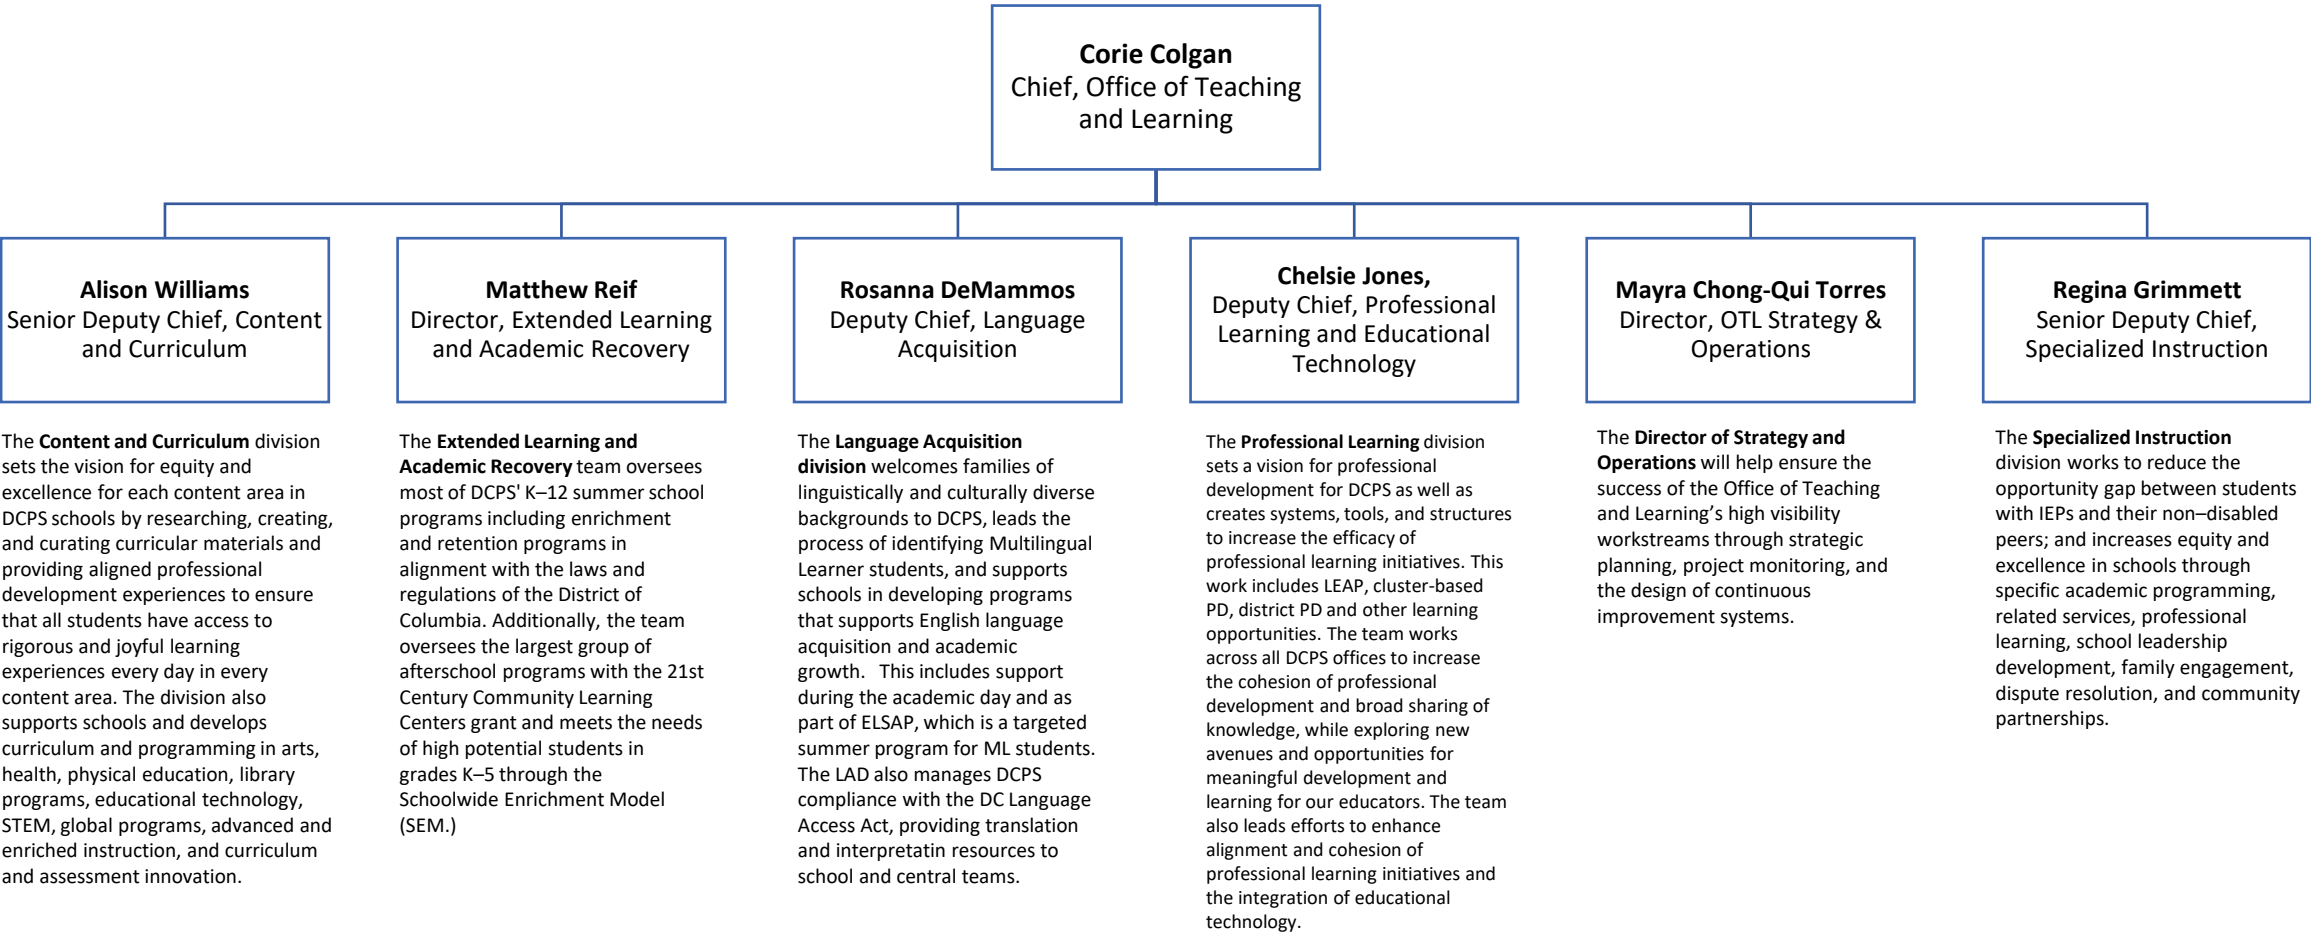 Corie Colgan
Chief, Office of Teaching
and Learning
Alison Williams
Senior Deputy Chief, Content
and Curriculum
Matthew Reif
Director, Extended Learning
and Academic Recovery
Rosanna DeMammos
Deputy Chief, Language
Acquisition
Chelsie Jones,
Deputy Chief, Professional
Learning and Educational
Technology
Mayra Chong-Qui Torres
Director, OTL Strategy &
Operations
Regina Grimmett
Senior Deputy Chief,
Specialized Instruction
The Content and Curriculum division
sets the vision for equity and
excellence for each content area in
DCPS schools by researching, creating,
and curating curricular materials and
providing aligned professional
development experiences to ensure
that all students have access to
rigorous and joyful learning
experiences every day in every
content area. The division also
supports schools and develops
curriculum and programming in arts,
health, physical education, library
programs, educational technology,
STEM, global programs, advanced and
enriched instruction, and curriculum
and assessment innovation.
The Extended Learning and
Academic Recovery team oversees
most of DCPS' K–12 summer school
programs including enrichment
and retention programs in
alignment with the laws and
regulations of the District of
Columbia. Additionally, the team
oversees the largest group of
afterschool programs with the 21st
Century Community Learning
Centers grant and meets the needs
of high potential students in
grades K–5 through the
Schoolwide Enrichment Model
(SEM.)
The Language Acquisition
division welcomes families of
linguistically and culturally diverse
backgrounds to DCPS, leads the
process of identifying Multilingual
Learner students, and supports
schools in developing programs
that supports English language
acquisition and academic
growth.   This includes support
during the academic day and as
part of ELSAP, which is a targeted
summer program for ML students.
The LAD also manages DCPS
compliance with the DC Language
Access Act, providing translation
and interpretatin resources to
school and central teams.
The Professional Learning division
sets a vision for professional
development for DCPS as well as
creates systems, tools, and structures
to increase the efficacy of
professional learning initiatives. This
work includes LEAP, cluster-based
PD, district PD and other learning
opportunities. The team works
across all DCPS offices to increase
the cohesion of professional
development and broad sharing of
knowledge, while exploring new
avenues and opportunities for
meaningful development and
learning for our educators. The team
also leads efforts to enhance
alignment and cohesion of
professional learning initiatives and
the integration of educational
technology.
The Director of Strategy and
Operations will help ensure the
success of the Office of Teaching
and Learning’s high visibility
workstreams through strategic
planning, project monitoring, and
the design of continuous
improvement systems.
The Specialized Instruction
division works to reduce the
opportunity gap between students
with IEPs and their non–disabled
peers; and increases equity and
excellence in schools through
specific academic programming,
related services, professional
learning, school leadership
development, family engagement,
dispute resolution, and community
partnerships.